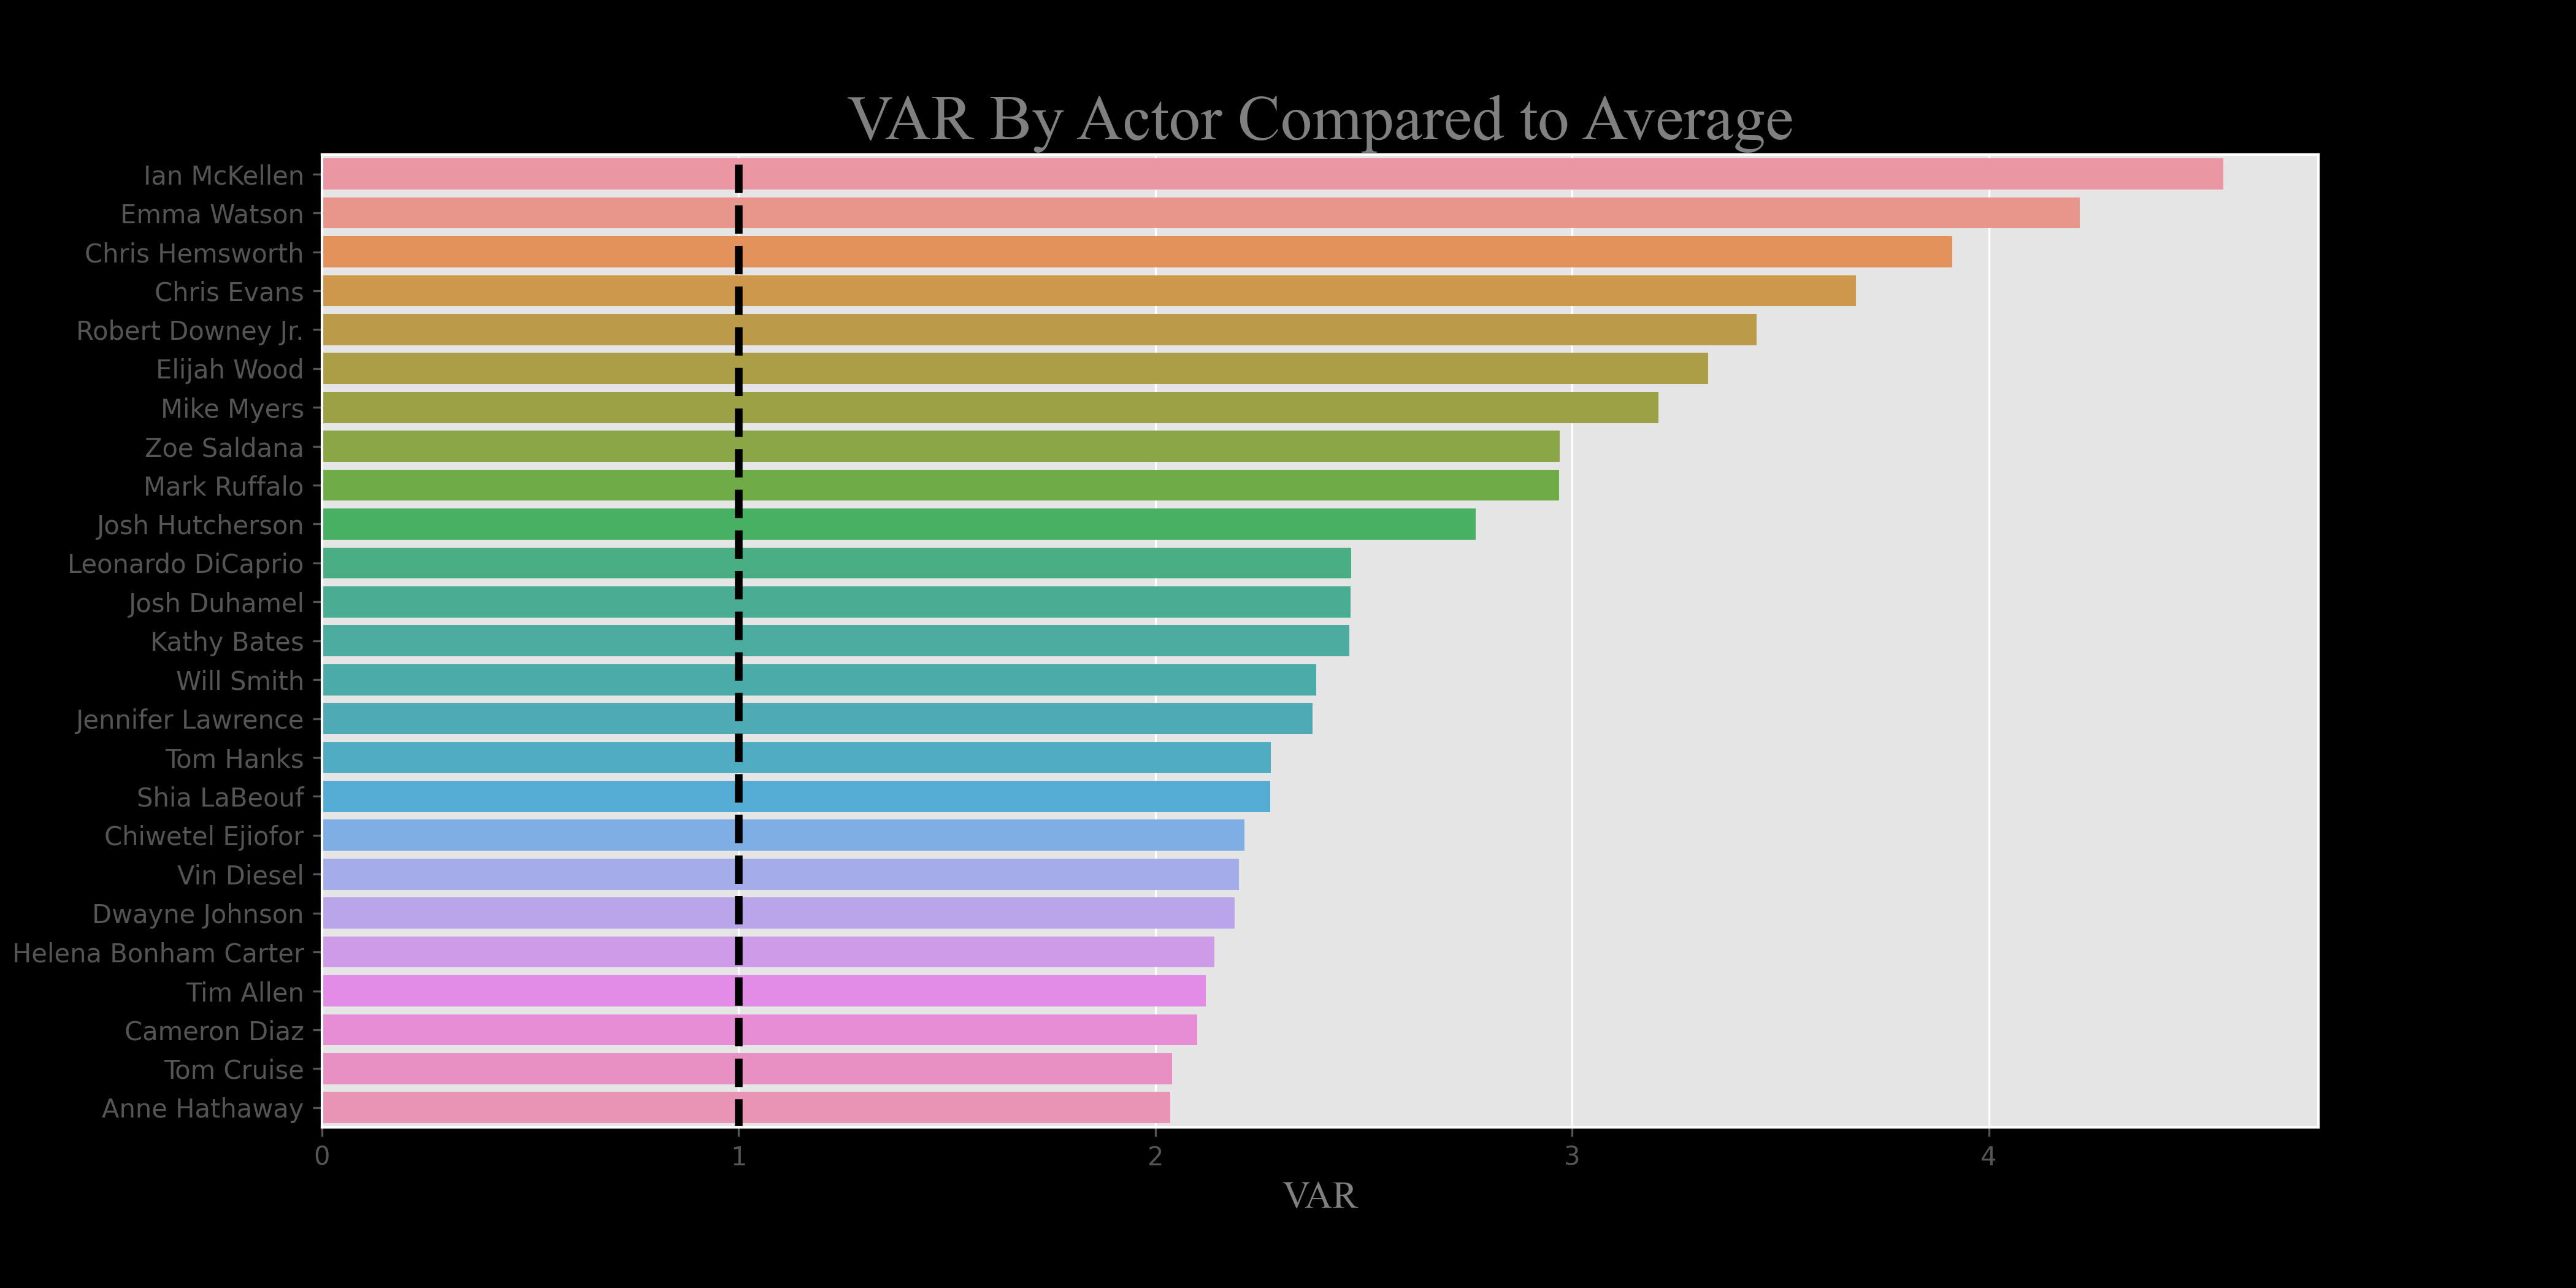 VAR By Actor Compared to Average
Ian McKellen
Emma Watson
Chris Hemsworth
Chris Evans
Robert Downey Jr.
Elijah Wood
Mike Myers
Zoe Saldana
Mark Ruffalo
Josh Hutcherson
Leonardo DiCaprio
Josh Duhamel
Kathy Bates
Will Smith
Jennifer Lawrence
Tom Hanks
Shia LaBeouf
Chiwetel Ejiofor
Vin Diesel
Dwayne Johnson
Helena Bonham Carter
Tim Allen
Cameron Diaz
Tom Cruise
Anne Hathaway
0 1 2 3 4
VAR